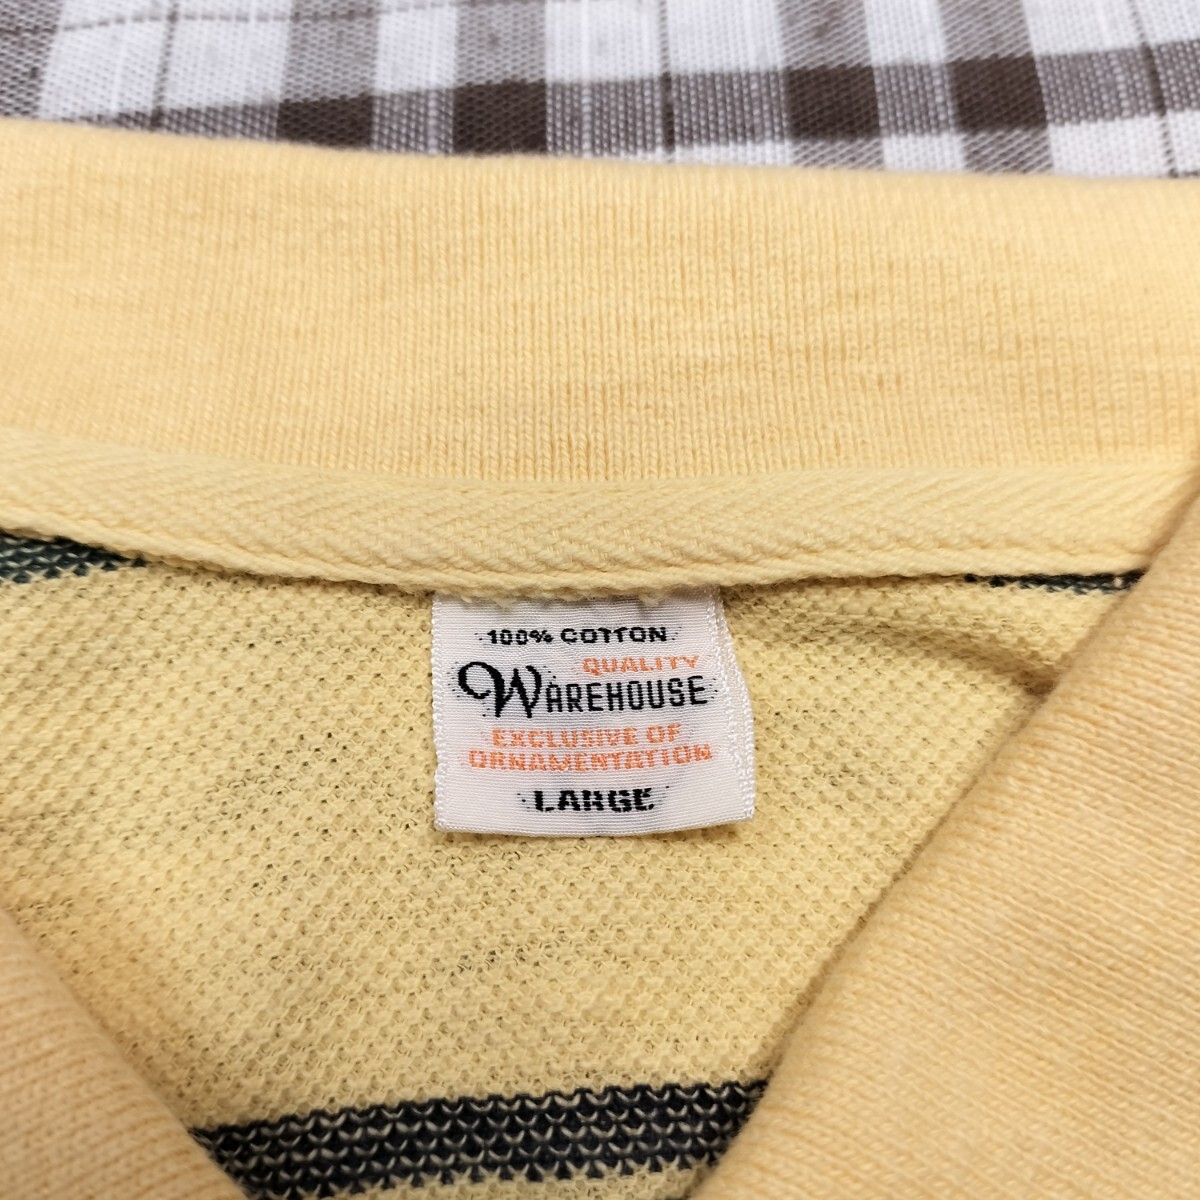 100% COTTON
QUALITY
WAREHOUSE
EXCLUSIVE OF
ORNAMENTATION
LARGE